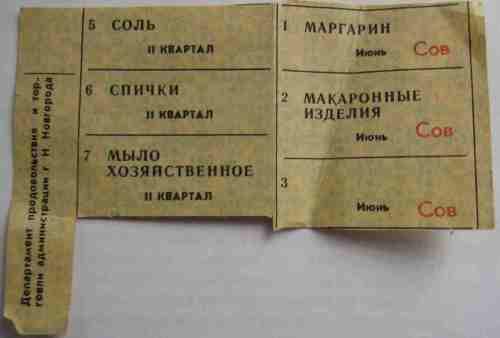 5 СОЛЬ
II КВАРТАЛ
6 СПИЧКИ
II КВАРТАЛ
7 МЫЛО
ХОЗЯЙСТВЕННОЕ
II КВАРТАЛ
1 МАРГАРИН
Июнь Сов
2 МАКАРОННЫЕ
ИЗДЕЛИЯ
Июнь Сов
3
Июнь Сов
Департамент продовольствия и тор-
говли администрации г. Н Новгорода